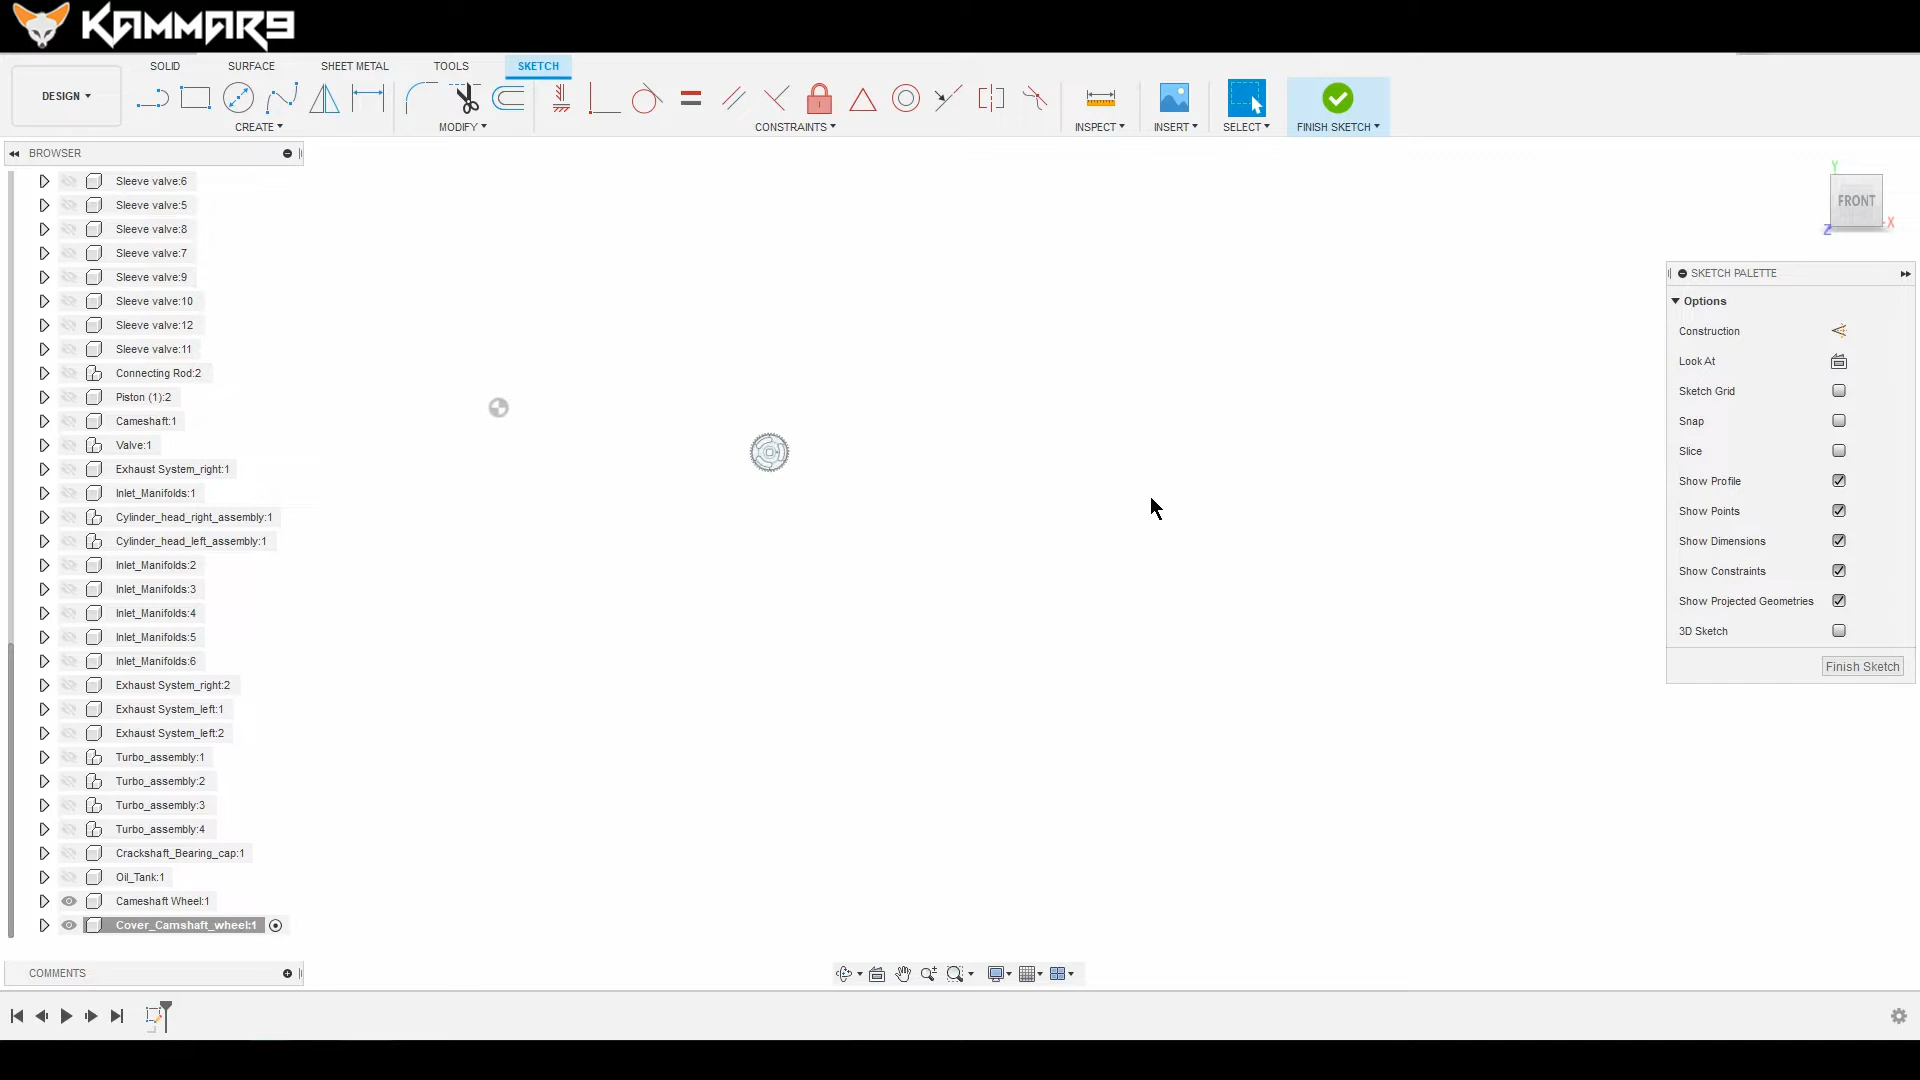 KAMMAR9
SOLID SURFACE SHEET METAL TOOLS SKETCH
DESIGN
CREATE MODIFY CONSTRAINTS INSPECT INSERT SELECT FINISH SKETCH
BROWSER
Sleeve valve:6
Sleeve valve:5
Sleeve valve:8
Sleeve valve:7
Sleeve valve:9
Sleeve valve:10
Sleeve valve:12
Sleeve valve:11
Connecting Rod:2
Piston (1):2
Cameshaft:1
Valve:1
Exhaust System_right:1
Inlet_Manifolds:1
Cylinder_head_right_assembly:1
Cylinder_head_left_assembly:1
Inlet_Manifolds:2
Inlet_Manifolds:3
Inlet_Manifolds:4
Inlet_Manifolds:5
Inlet_Manifolds:6
Exhaust System_right:2
Exhaust System_left:1
Exhaust System_left:2
Turbo_assembly:1
Turbo_assembly:2
Turbo_assembly:3
Turbo_assembly:4
Crackshaft_Bearing_cap:1
Oil_Tank:1
Cameshaft Wheel:1
Cover_Camshaft_wheel:1
COMMENTS
Y
FRONT
X
Z
SKETCH PALETTE
Options
Construction
Look At
Sketch Grid
Snap
Slice
Show Profile
Show Points
Show Dimensions
Show Constraints
Show Projected Geometries
3D Sketch
Finish Sketch